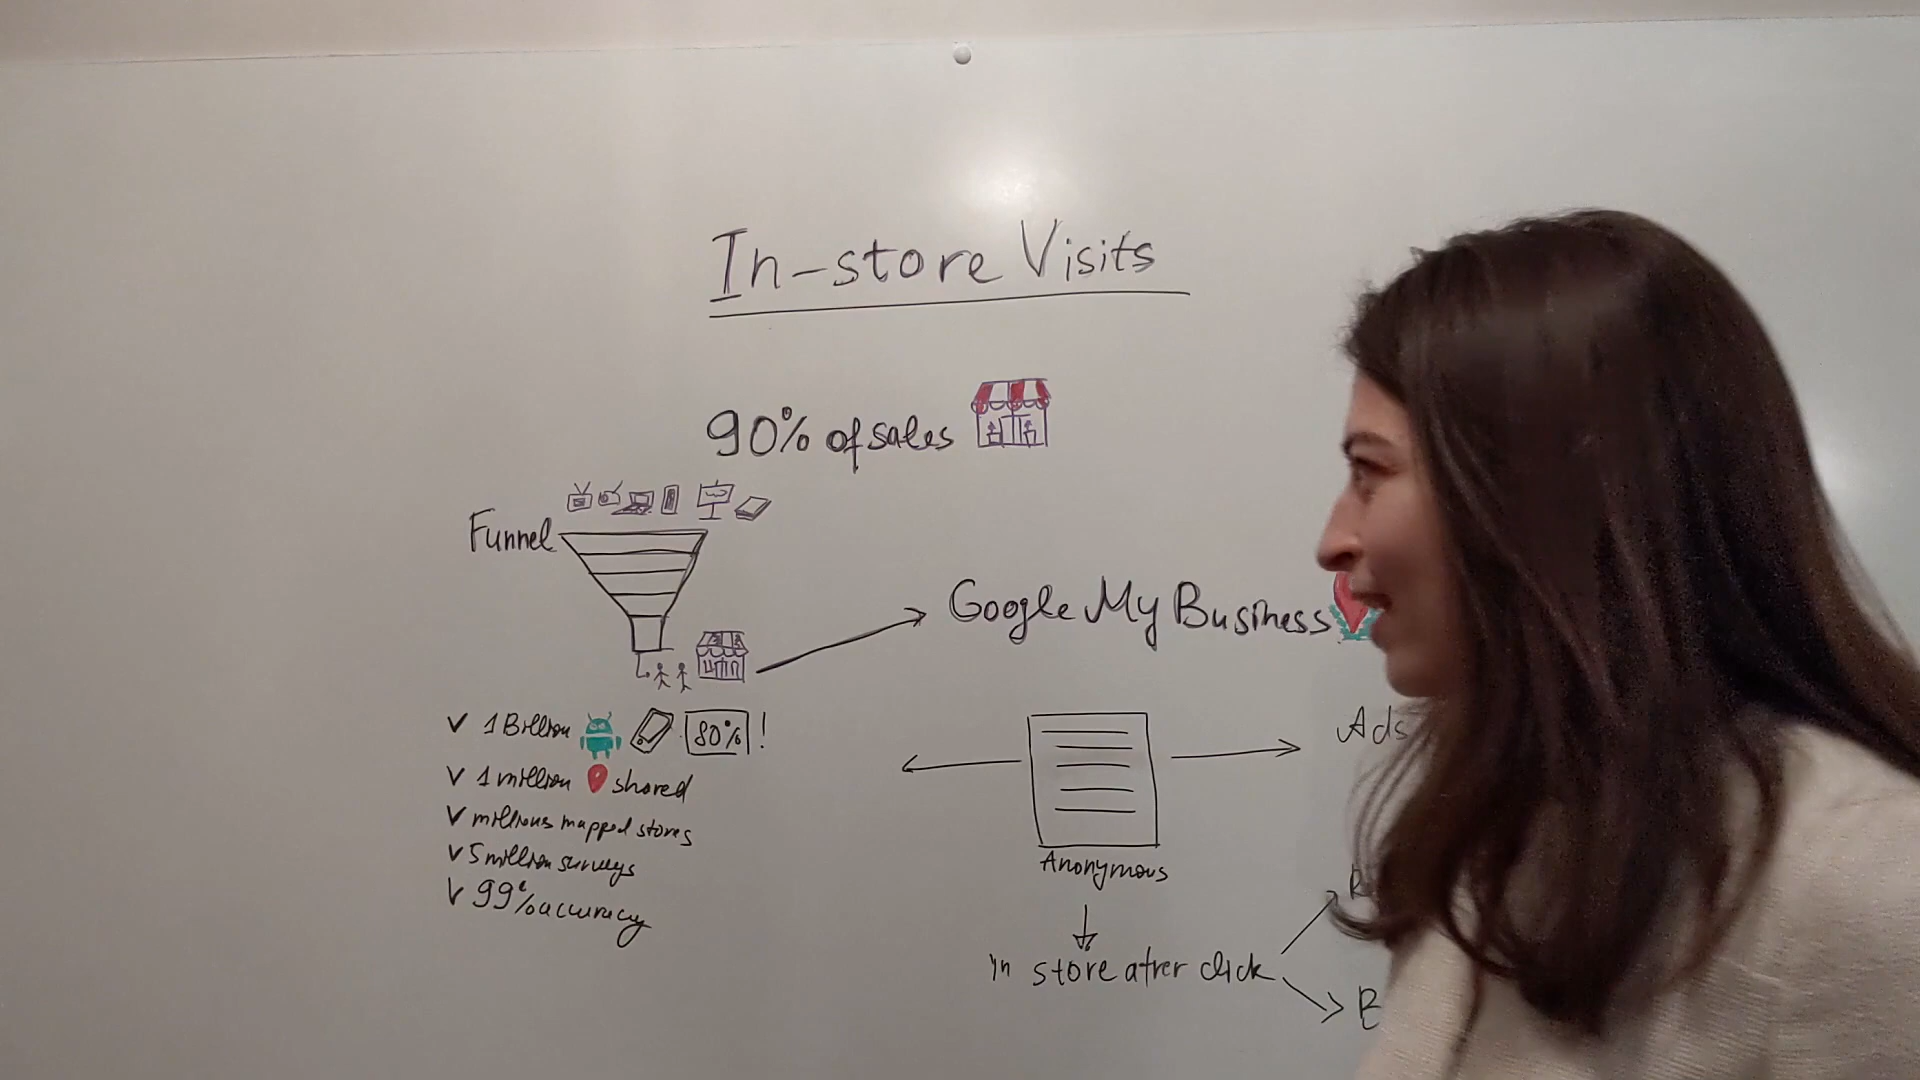 In-store Visits
90% of sales
Funnel
Google My Business
V 1 Billion 80% !
V 1 million shared
V millions mapped stores
V 5 million surveys
V 99% accuracy
Ads
Anonymous
in store atrer click